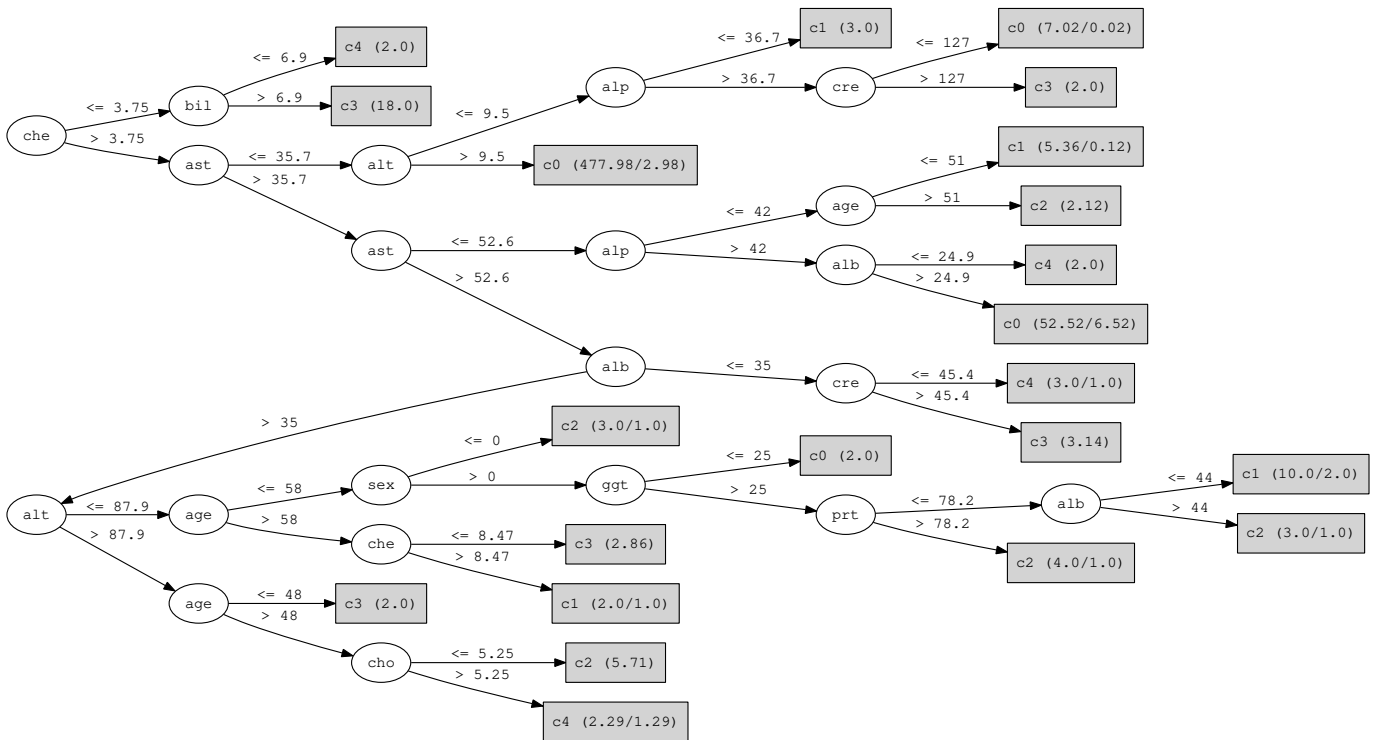 <= 36.7
c1 (3.0)
<= 127
c0 (7.02/0.02)
<= 6.9
c4 (2.0)
alp
> 36.7
cre
> 127
c3 (2.0)
<= 3.75
bil
> 6.9
c3 (18.0)
<= 9.5
che
> 3.75
ast
<= 35.7
alt
> 9.5
c0 (477.98/2.98)
> 35.7
<= 51
c1 (5.36/0.12)
<= 42
age
> 51
c2 (2.12)
ast
<= 52.6
alp
> 42
alb
<= 24.9
c4 (2.0)
> 24.9
> 52.6
c0 (52.52/6.52)
alb
<= 35
cre
<= 45.4
c4 (3.0/1.0)
> 45.4
c3 (3.14)
> 35
<= 0
c2 (3.0/1.0)
<= 25
c0 (2.0)
<= 58
sex
> 0
ggt
> 25
<= 44
c1 (10.0/2.0)
alt
<= 87.9
age
> 58
prt
<= 78.2
alb
> 44
c2 (3.0/1.0)
> 78.2
c2 (4.0/1.0)
> 87.9
che
<= 8.47
c3 (2.86)
> 8.47
c1 (2.0/1.0)
age
<= 48
c3 (2.0)
> 48
cho
<= 5.25
c2 (5.71)
> 5.25
c4 (2.29/1.29)